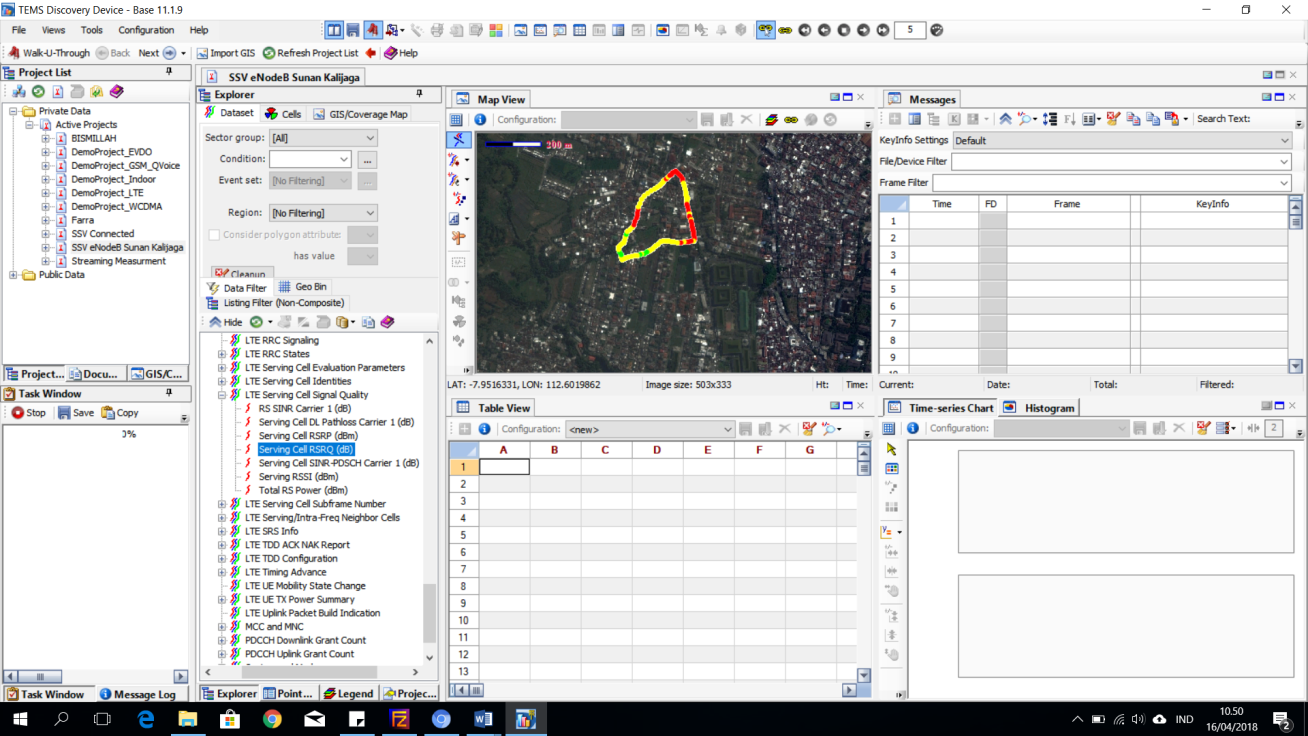 TEMS Discovery Device - Base 11.1.9
File Views Tools Configuration Help
5
Walk-U-Through Back Next Import GIS Refresh Project List Help
Project List
Private Data
Active Projects
BISMILLAH
DemoProject_EVDO
DemoProject_GSM_QVoice
DemoProject_Indoor
DemoProject_LTE
DemoProject_WCDMA
Farra
SSV Connected
SSV eNodeB Sunan Kalijaga
Streaming Measurment
Public Data
Project... Docu... GIS/C...
Task Window
Stop Save Copy
3%
Task Window Message Log
SSV eNodeB Sunan Kalijaga
Explorer
Dataset Cells GIS/Coverage Map
Sector group: [All]
Condition: ...
Event set: [No Filtering] ...
Region: [No Filtering]
Consider polygon attribute:
has value
Cleanup
Data Filter Geo Bin
Listing Filter (Non-Composite)
Hide
LTE RRC Signaling
LTE RRC States
LTE Serving Cell Evaluation Parameters
LTE Serving Cell Identities
LTE Serving Cell Signal Quality
RS SINR Carrier 1 (dB)
Serving Cell DL Pathloss Carrier 1 (dB)
Serving Cell RSRP (dBm)
Serving Cell RSRQ (dB)
Serving Cell SINR-PDSCH Carrier 1 (dB)
Serving RSSI (dBm)
Total RS Power (dBm)
LTE Serving Cell Subframe Number
LTE Serving/Intra-Freq Neighbor Cells
LTE SRS Info
LTE TDD ACK NAK Report
LTE TDD Configuration
LTE Timing Advance
LTE UE Mobility State Change
LTE UE TX Power Summary
LTE Uplink Packet Build Indication
MCC and MNC
PDCCH Downlink Grant Count
PDCCH Uplink Grant Count
Explorer Point... Legend Projec...
Map View
Configuration:
200 m
LAT: -7.9516331, LON: 112.6019862 Image size: 503x333 Ht: Time:
Table View
Configuration: <new>
A B C D E F G
1
2
3
4
5
6
7
8
9
10
11
12
13
Messages
Search Text:
KeyInfo Settings Default
File/Device Filter
Frame Filter
Time FD Frame KeyInfo
1
2
3
4
5
6
7
8
9
Current: Date: Total: Filtered:
Time-series Chart Histogram
Configuration: 2
IND
10.50
16/04/2018
2